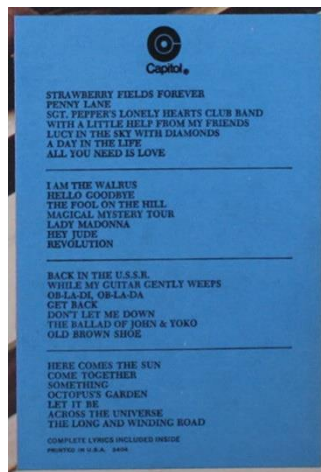 Capitol®
STRAWBERRY FIELDS FOREVER
PENNY LANE
SGT. PEPPER'S LONELY HEARTS CLUB BAND
WITH A LITTLE HELP FROM MY FRIENDS
LUCY IN THE SKY WITH DIAMONDS
A DAY IN THE LIFE
ALL YOU NEED IS LOVE
I AM THE WALRUS
HELLO GOODBYE
THE FOOL ON THE HILL
MAGICAL MYSTERY TOUR
LADY MADONNA
HEY JUDE
REVOLUTION
BACK IN THE U.S.S.R.
WHILE MY GUITAR GENTLY WEEPS
OB-LA-DI, OB-LA-DA
GET BACK
DON'T LET ME DOWN
THE BALLAD OF JOHN & YOKO
OLD BROWN SHOE
HERE COMES THE SUN
COME TOGETHER
SOMETHING
OCTOPUS'S GARDEN
LET IT BE
ACROSS THE UNIVERSE
THE LONG AND WINDING ROAD
COMPLETE LYRICS INCLUDED INSIDE
PRINTED IN U.S.A.